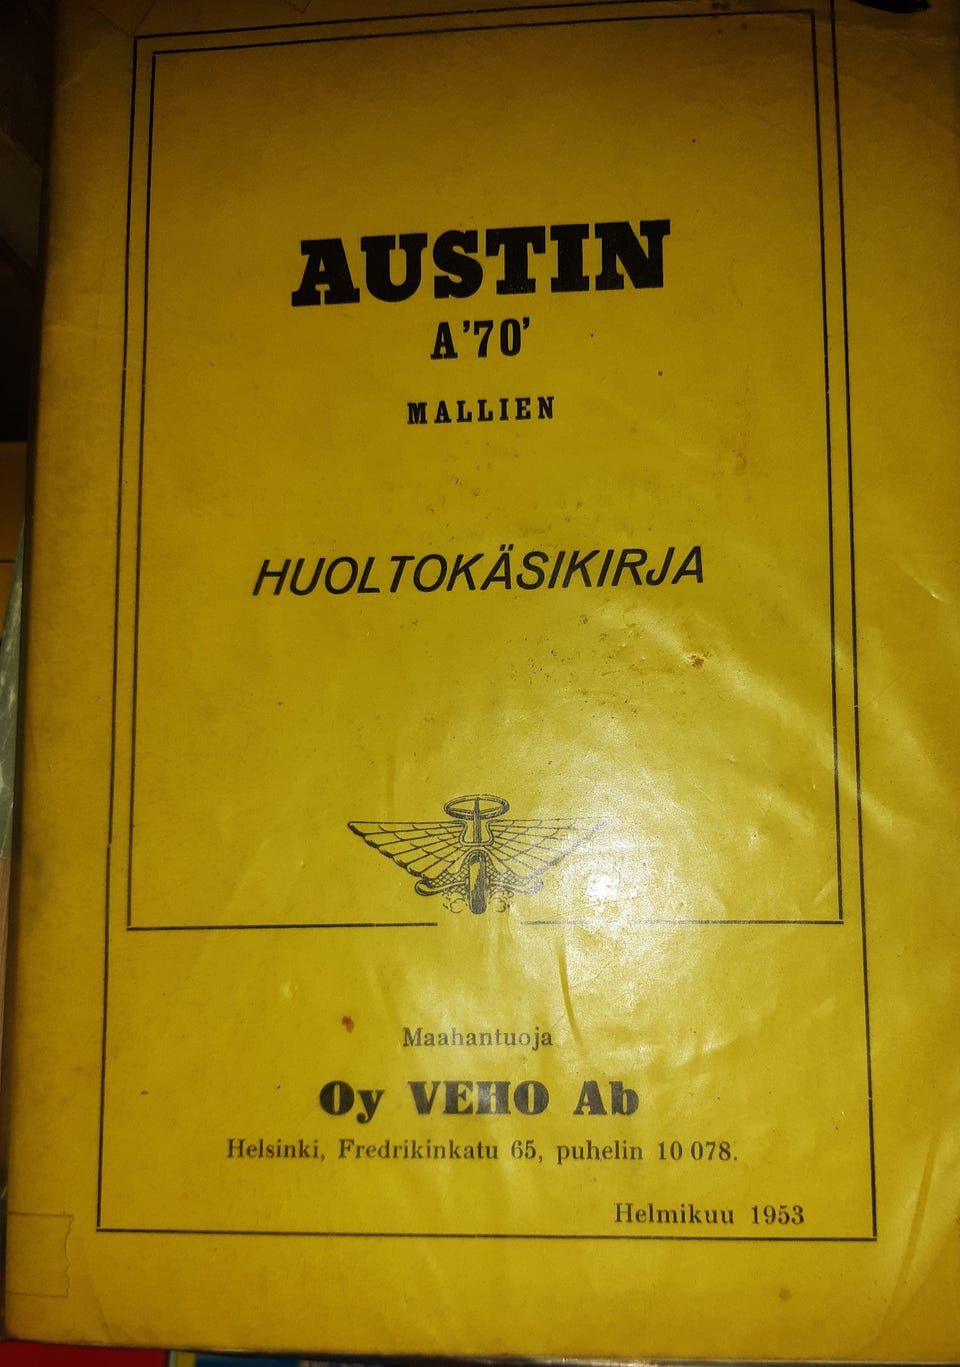 AUSTIN
A'70'
MALLIEN
HUOLTOKÄSIKIRJA
Maahantuoja
Oy VEHO Ab
Helsinki, Fredrikinkatu 65, puhelin 10 078.
Helmikuu 1953